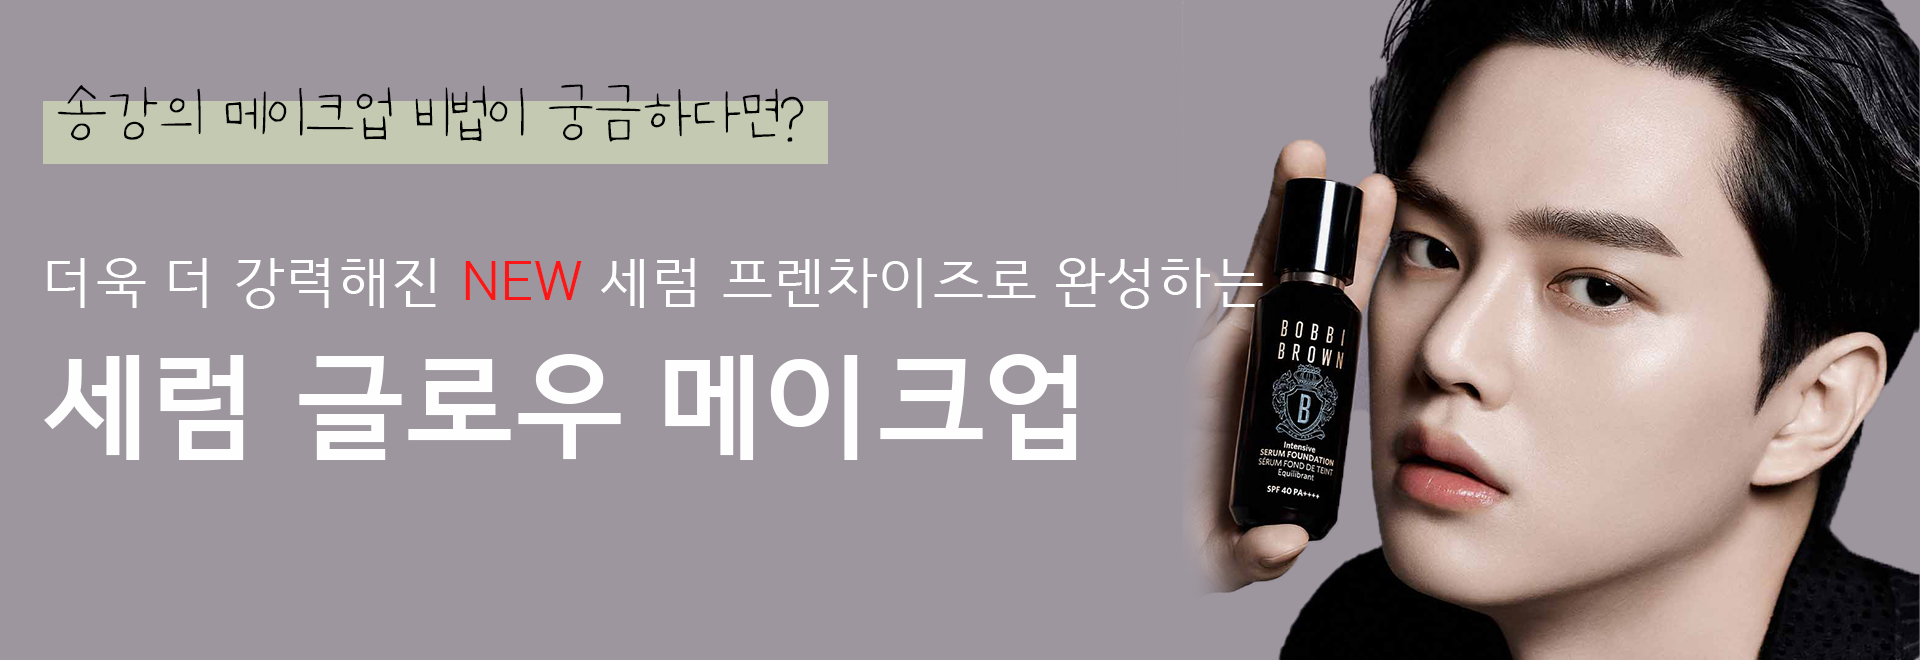 송강의 메이크업 비법이 궁금하다면?
더욱 더 강력해진 NEW 세럼 프렌차이즈로 완성하는
세럼 글로우 메이크업
BOBBI
BROWN
B
Intensive
SERUM FOUNDATION
SÉRUM FOND DE TEINT
Equilibrant
SPF 40 PA++++